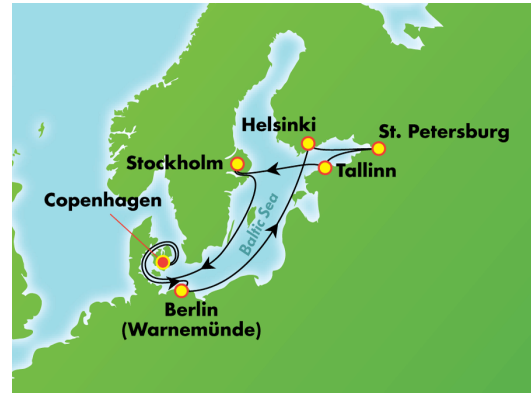 Helsinki
St. Petersburg
Stockholm
Tallinn
Copenhagen
Baltic Sea
Berlin
(Warnemünde)